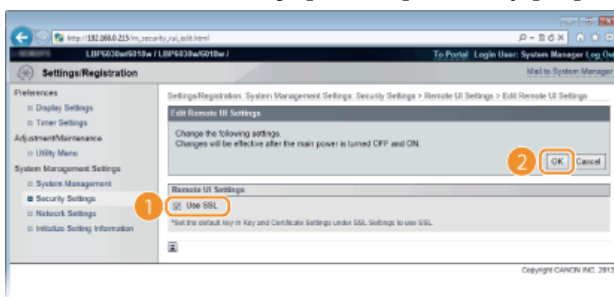 http://192.168.0.215/m_security_rui_edit.html
LBP6030w/6018w / LBP6030w/6018w /
To Portal Login User: System Manager Log Out
Settings/Registration
Mail to System Manager
Preferences
Display Settings
Timer Settings
Adjustment/Maintenance
Utility Menu
System Management Settings
System Management
Security Settings
Network Settings
Initialize Setting Information
Settings/Registration: System Management Settings: Security Settings > Remote UI Settings > Edit Remote UI Settings
Edit Remote UI Settings
Change the following settings.
Changes will be effective after the main power is turned OFF and ON.
2
OK Cancel
Remote UI Settings
1
Use SSL
*Set the default key in Key and Certificate Settings under SSL Settings to use SSL.
Copyright CANON INC. 2013